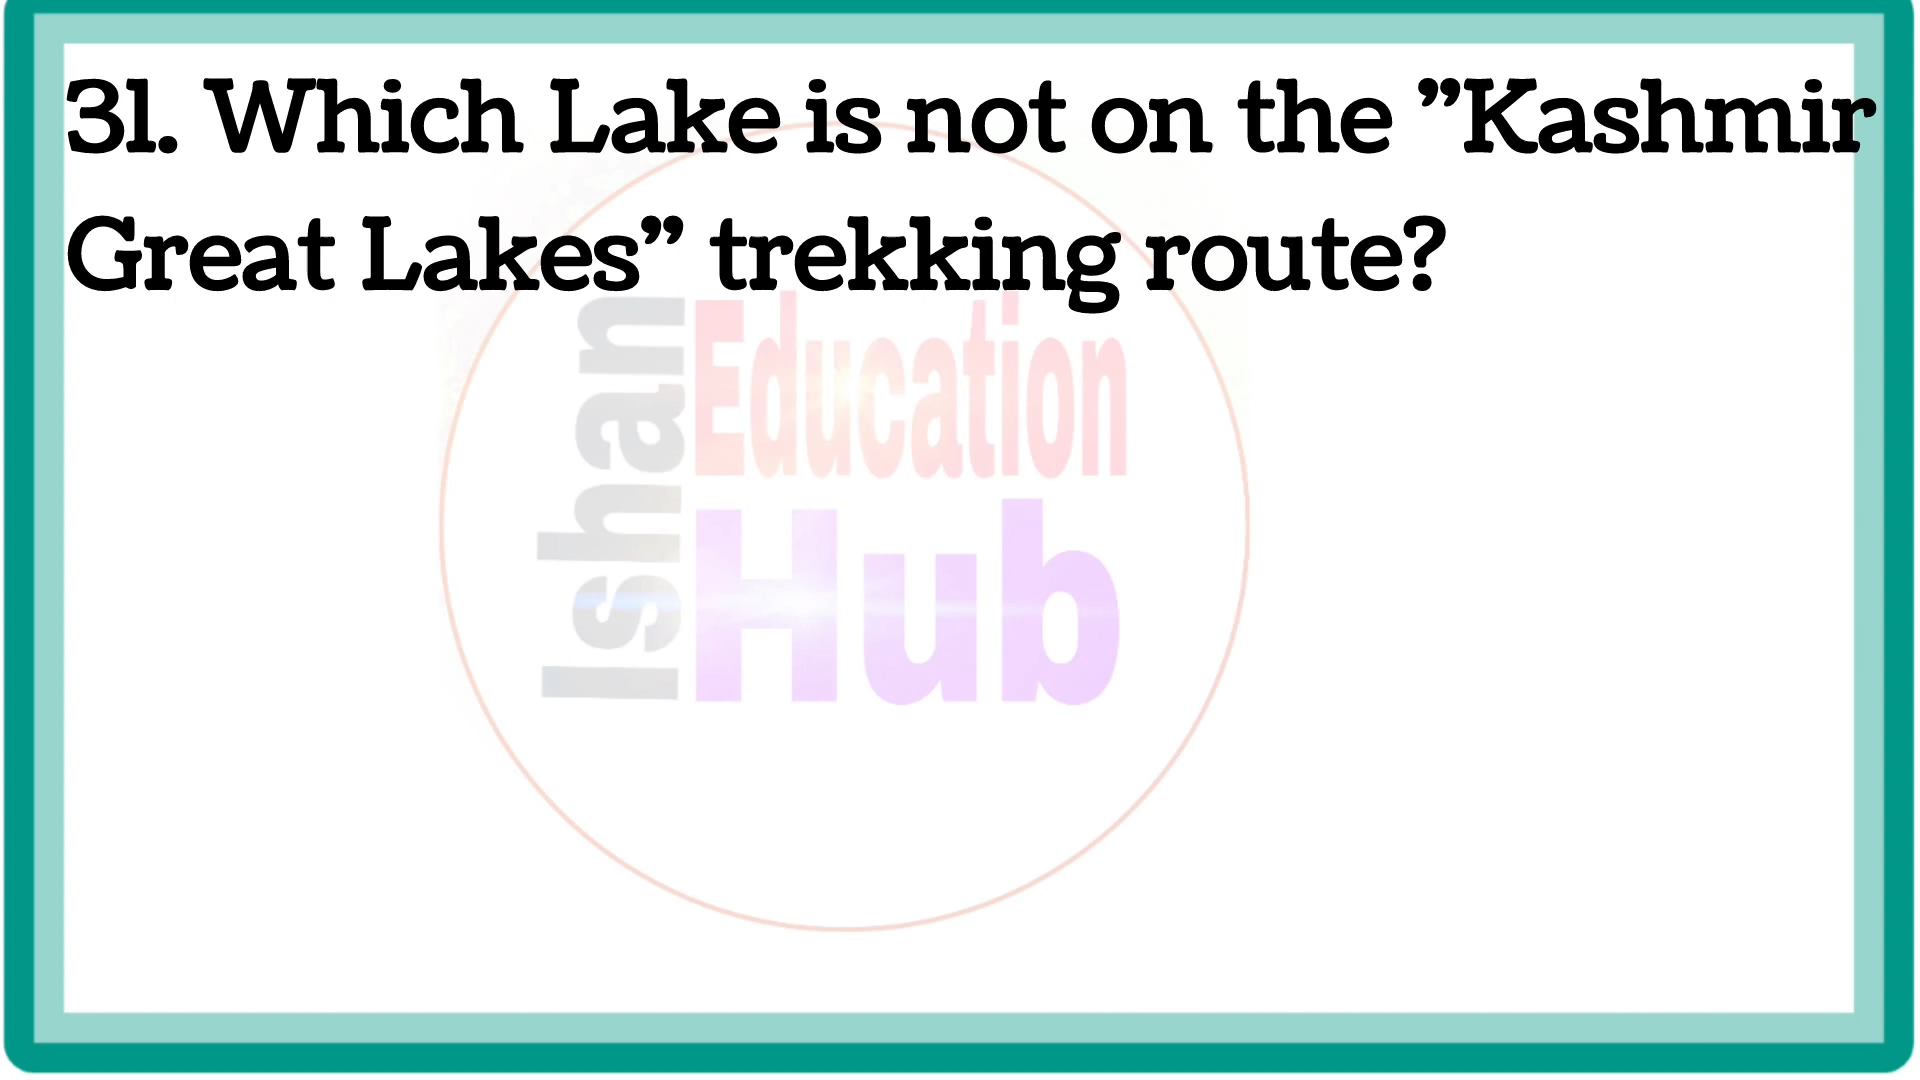 31. Which Lake is not on the ”Kashmir
Great Lakes” trekking route?
Ishan
Education
Hub